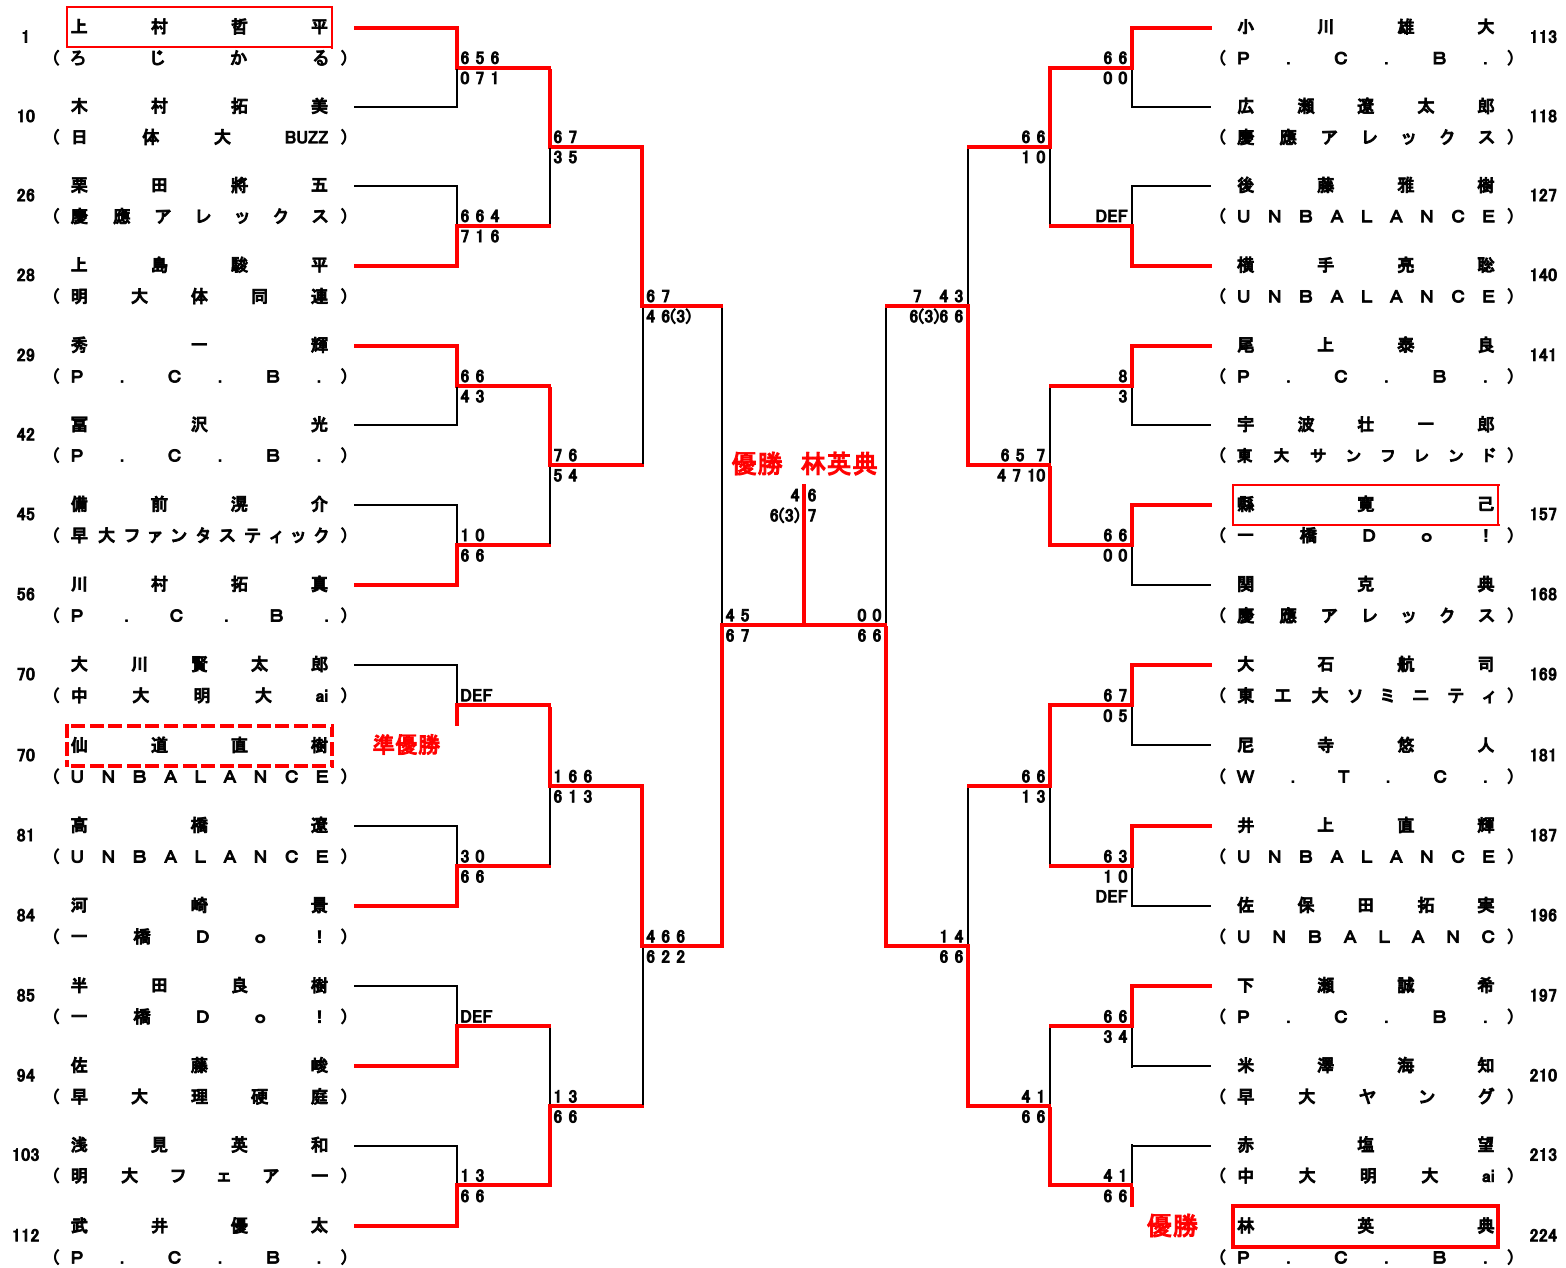 1 上村哲平
(ろじかる)
10 木村拓美
(日体大BUZZ)
26 栗田将五
(慶應アレックス)
28 上島駿平
(明大体同連)
29 秀一輝
(P.C.B.)
42 冨沢光
(P.C.B.)
45 備前滉介
(早大ファンタスティック)
56 川村拓真
(P.C.B.)
70 大川賢太郎
(中大明大ai)
70 仙道直樹 準優勝
(UNBALANCE)
81 高橋遼
(UNBALANCE)
84 河崎景
(一橋Do!)
85 半田良樹
(一橋Do!)
94 佐藤峻
(早大理硬庭)
103 浅見英和
(明大フェアー)
112 武井優太
(P.C.B.)
656
071
664
716
66
43
10
66
DEF
30
66
DEF
13
66
67
35
76
54
166
613
13
66
67
46(3)
466
622
45
67
優勝 林英典
4 6
6(3) 7
00
66
7 43
6(3)66
14
66
66
10
657
4710
66
13
41
66
66
00
DEF
8
3
66
00
67
05
63
10
DEF
66
34
41
66
小川雄大 113
(P.C.B.)
広瀬遼太郎 118
(慶應アレックス)
後藤雅樹 127
(UNBALANCE)
横手亮聡 140
(UNBALANCE)
尾上泰良 141
(P.C.B.)
宇波壮一郎
(東大サンフレンド)
縣寛己 157
(一橋Do!)
関克典 168
(慶應アレックス)
大石航司 169
(東工大ソミニティ)
尼寺悠人 181
(W.T.C.)
井上直輝 187
(UNBALANCE)
佐保田拓実 196
(UNBALANC)
下瀬誠希 197
(P.C.B.)
米澤海知 210
(早大ヤング)
赤塩望 213
(中大明大ai)
優勝 林英典 224
(P.C.B.)